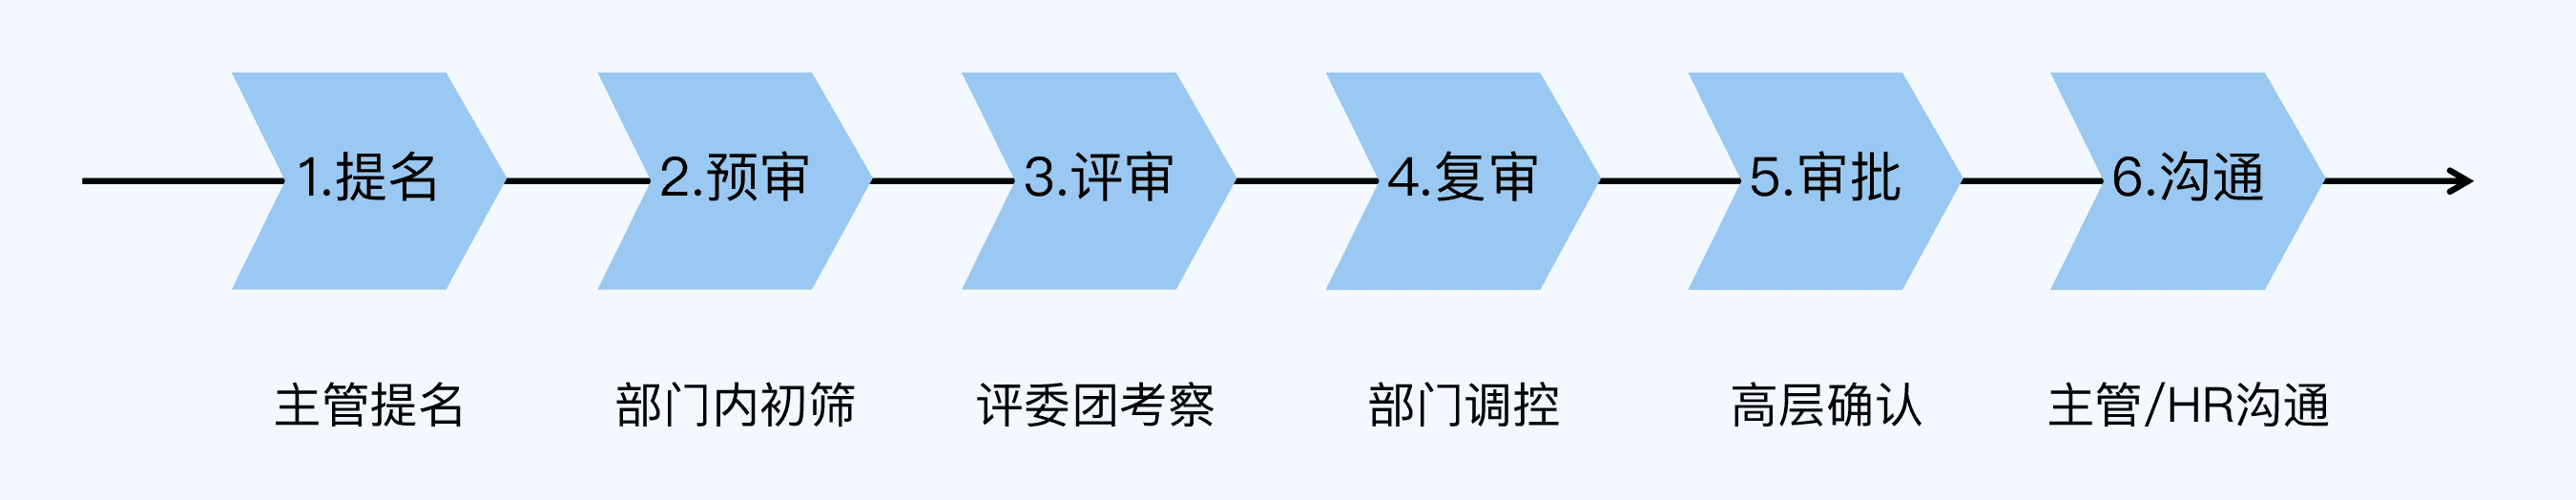 1.提名
2.预审
3.评审
4.复审
5.审批
6.沟通
主管提名
部门内初筛
评委团考察
部门调控
高层确认
主管/HR沟通